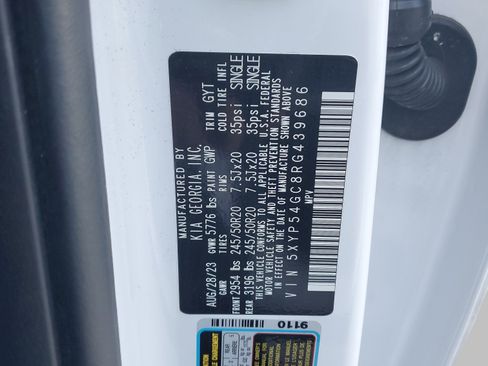 MANUFACTURED BY
KIA GEORGIA, INC.
AUG/28/23 GVWR 5776 lbs PAINT GWP TRIM GYT
GAWR TIRES RIMS COLD TIRE INFL
FRONT 2954 lbs 245/50R20 7.5Jx20 35psi SINGLE
REAR 3196 lbs 245/50R20 7.5Jx20 35psi SINGLE
THIS VEHICLE CONFORMS TO ALL APPLICABLE U.S.A. FEDERAL
MOTOR VEHICLE SAFETY AND THEFT PREVENTION STANDARDS
IN EFFECT ON THE DATE OF MANUFACTURE SHOWN ABOVE
VIN 5XYP54GC8RG439686
MPV
9110
REAR
ARRIERE